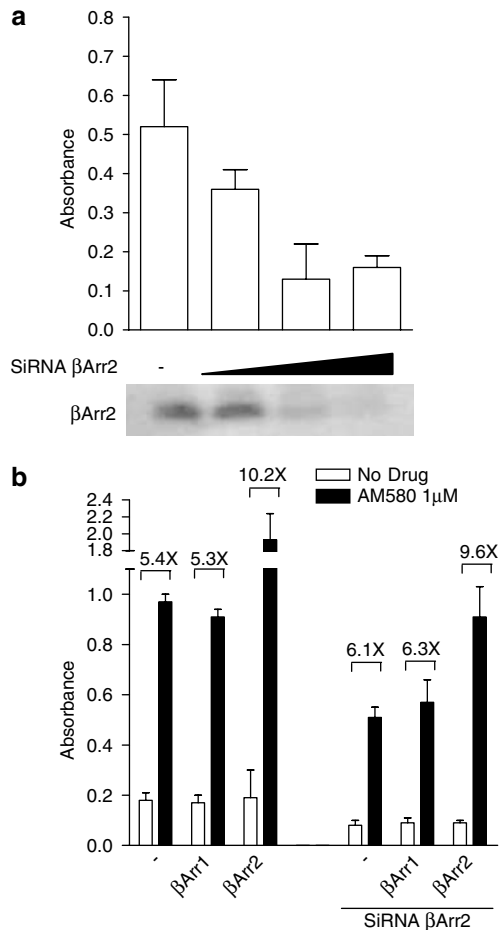 a
0.8
0.7
0.6
0.5
0.4
0.3
0.2
0.1
0.0
Absorbance
SiRNA βArr2
-
βArr2
b
No Drug
AM580 1μM
10.2X
2.4
2.2
2.0
1.8
5.4X
5.3X
9.6X
6.1X
6.3X
1.0
0.8
0.6
0.4
0.2
0.0
Absorbance
-
βArr1
βArr2
-
βArr1
βArr2
SiRNA βArr2